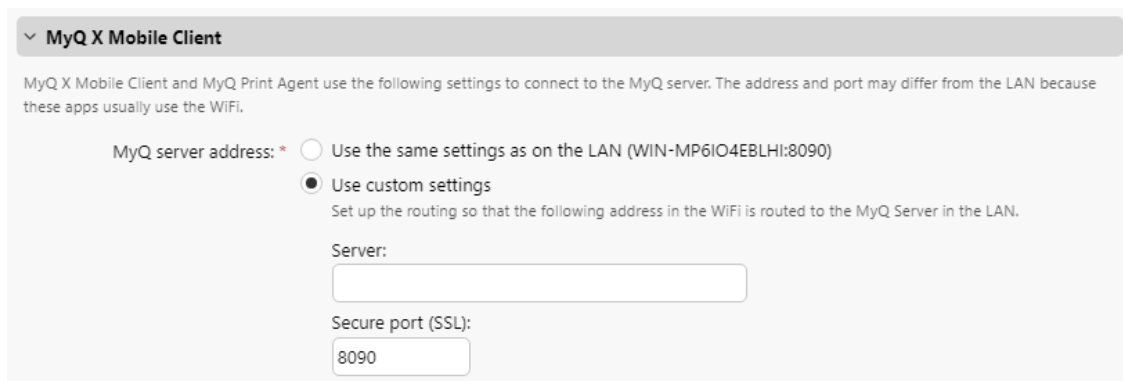 MyQ X Mobile Client
MyQ X Mobile Client and MyQ Print Agent use the following settings to connect to the MyQ server. The address and port may differ from the LAN because
these apps usually use the WiFi.
MyQ server address: * Use the same settings as on the LAN (WIN-MP6IO4EBLHI:8090)
Use custom settings
Set up the routing so that the following address in the WiFi is routed to the MyQ Server in the LAN.
Server:
Secure port (SSL):
8090